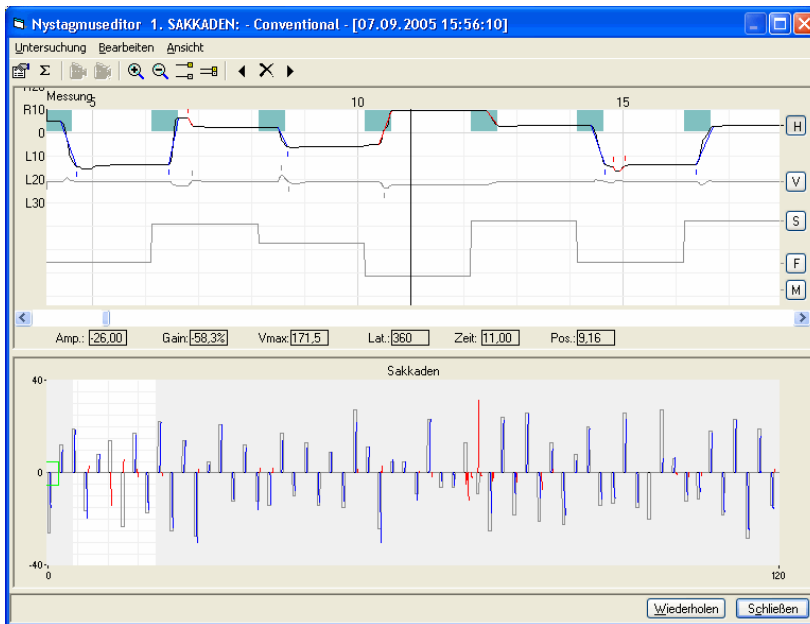 Nystagmuseditor 1. SAKKADEN: - Conventional - [07.09.2005 15:56:10]
Untersuchung Bearbeiten Ansicht
Messung
5 10 15
R10
0
L10
L20
L30
H
V
S
F
M
Amp.: -26,00 Gain: -58,3% Vmax: 171,5 Lat.: 360 Zeit: 11,00 Pos.: 9,16
Sakkaden
40
0
-40
0 120
Wiederholen Schließen